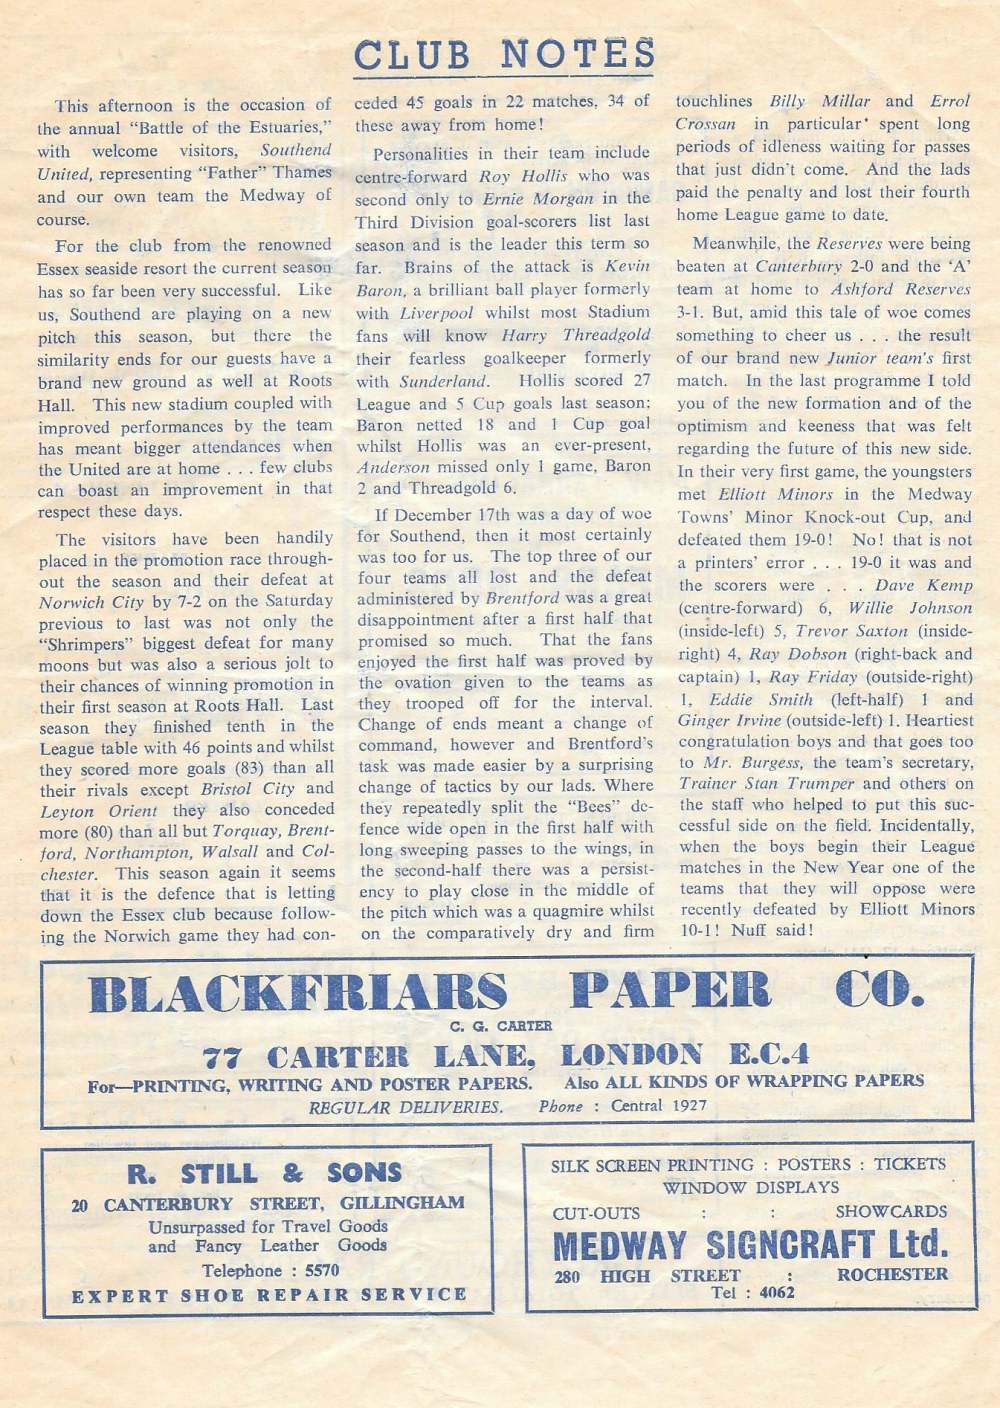 CLUB NOTES
This afternoon is the occasion of
the annual "Battle of the Estuaries,"
with welcome visitors, Southend
United, representing "Father" Thames
and our own team the Medway of
course.
For the club from the renowned
Essex seaside resort the current season
has so far been very successful. Like
us, Southend are playing on a new
pitch this season, but there the
similarity ends for our guests have a
brand new ground as well at Roots
Hall. This new stadium coupled with
improved performances by the team
has meant bigger attendances when
the United are at home . . . few clubs
can boast an improvement in that
respect these days.
The visitors have been handily
placed in the promotion race through-
out the season and their defeat at
Norwich City by 7-2 on the Saturday
previous to last was not only the
"Shrimpers" biggest defeat for many
moons but was also a serious jolt to
their chances of winning promotion in
their first season at Roots Hall. Last
season they finished tenth in the
League table with 46 points and whilst
they scored more goals (83) than all
their rivals except Bristol City and
Leyton Orient they also conceded
more (80) than all but Torquay, Brent-
ford, Northampton, Walsall and Col-
chester. This season again it seems
that it is the defence that is letting
down the Essex club because follow-
ing the Norwich game they had con-
ceded 45 goals in 22 matches, 34 of
these away from home!
Personalities in their team include
centre-forward Roy Hollis who was
second only to Ernie Morgan in the
Third Division goal-scorers list last
season and is the leader this term so
far. Brains of the attack is Kevin
Baron, a brilliant ball player formerly
with Liverpool whilst most Stadium
fans will know Harry Threadgold
their fearless goalkeeper formerly
with Sunderland. Hollis scored 27
League and 5 Cup goals last season;
Baron netted 18 and 1 Cup goal
whilst Hollis was an ever-present,
Anderson missed only 1 game, Baron
2 and Threadgold 6.
If December 17th was a day of woe
for Southend, then it most certainly
was too for us. The top three of our
four teams all lost and the defeat
administered by Brentford was a great
disappointment after a first half that
promised so much. That the fans
enjoyed the first half was proved by
the ovation given to the teams as
they trooped off for the interval.
Change of ends meant a change of
command, however and Brentford's
task was made easier by a surprising
change of tactics by our lads. Where
they repeatedly split the "Bees" de-
fence wide open in the first half with
long sweeping passes to the wings, in
the second-half there was a persist-
ency to play close in the middle of
the pitch which was a quagmire whilst
on the comparatively dry and firm
touchlines Billy Millar and Errol
Crossan in particular spent long
periods of idleness waiting for passes
that just didn't come. And the lads
paid the penalty and lost their fourth
home League game to date.
Meanwhile, the Reserves were being
beaten at Canterbury 2-0 and the 'A'
team at home to Ashford Reserves
3-1. But, amid this tale of woe comes
something to cheer us . . . the result
of our brand new Junior team's first
match. In the last programme I told
you of the new formation and of the
optimism and keeness that was felt
regarding the future of this new side.
In their very first game, the youngsters
met Elliott Minors in the Medway
Towns' Minor Knock-out Cup, and
defeated them 19-0! No! that is not
a printers' error . . . 19-0 it was and
the scorers were . . . Dave Kemp
(centre-forward) 6, Willie Johnson
(inside-left) 5, Trevor Saxton (inside-
right) 4, Ray Dobson (right-back and
captain) 1, Ray Friday (outside-right)
1, Eddie Smith (left-half) 1 and
Ginger Irvine (outside-left) 1. Heartiest
congratulation boys and that goes too
to Mr. Burgess, the team's secretary,
Trainer Stan Trumper and others on
the staff who helped to put this suc-
cessful side on the field. Incidentally,
when the boys begin their League
matches in the New Year one of the
teams that they will oppose were
recently defeated by Elliott Minors
10-1! Nuff said!
BLACKFRIARS PAPER CO.
C. G. CARTER
77 CARTER LANE, LONDON E.C.4
For—PRINTING, WRITING AND POSTER PAPERS. Also ALL KINDS OF WRAPPING PAPERS
REGULAR DELIVERIES. Phone : Central 1927
R. STILL & SONS
20 CANTERBURY STREET, GILLINGHAM
Unsurpassed for Travel Goods
and Fancy Leather Goods
Telephone : 5570
EXPERT SHOE REPAIR SERVICE
SILK SCREEN PRINTING : POSTERS : TICKETS
WINDOW DISPLAYS
CUT-OUTS : : SHOWCARDS
MEDWAY SIGNCRAFT Ltd.
280 HIGH STREET : ROCHESTER
Tel : 4062